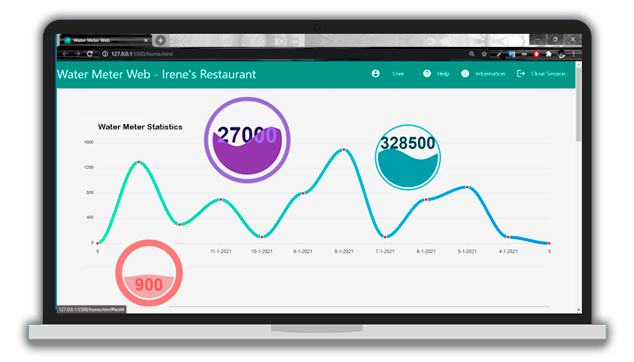 Water Meter Web
127.0.0.1:5500/home.html
Water Meter Web - Irene's Restaurant
User
Help
Information
Close Session
Water Meter Statistics
27000
328500
1600
1200
800
400
0
0
11-1-2021
10-1-2021
9-1-2021
8-1-2021
7-1-2021
6-1-2021
5-1-2021
4-1-2021
0
900
127.0.0.1:5500/home.html#test4